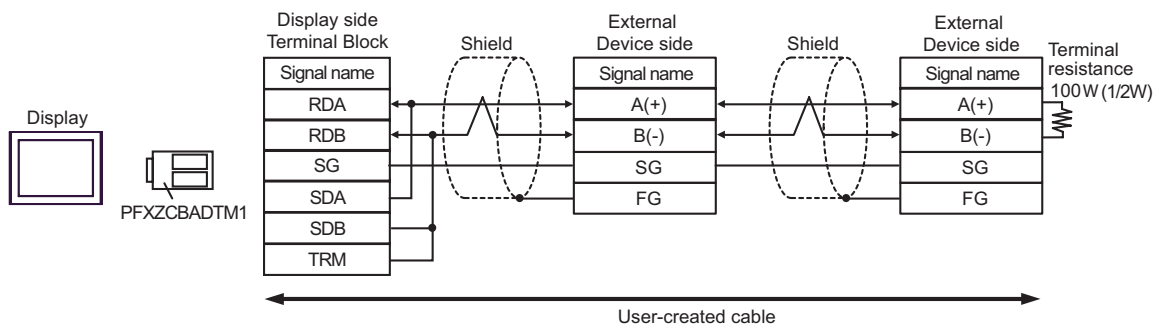 Display side
Terminal Block
Shield
External
Device side
Shield
External
Device side
Terminal
resistance
100W (1/2W)
Display
PFXZCBADTM1
Signal name
RDA
RDB
SG
SDA
SDB
TRM
Signal name
A(+)
B(-)
SG
FG
Signal name
A(+)
B(-)
SG
FG
User-created cable